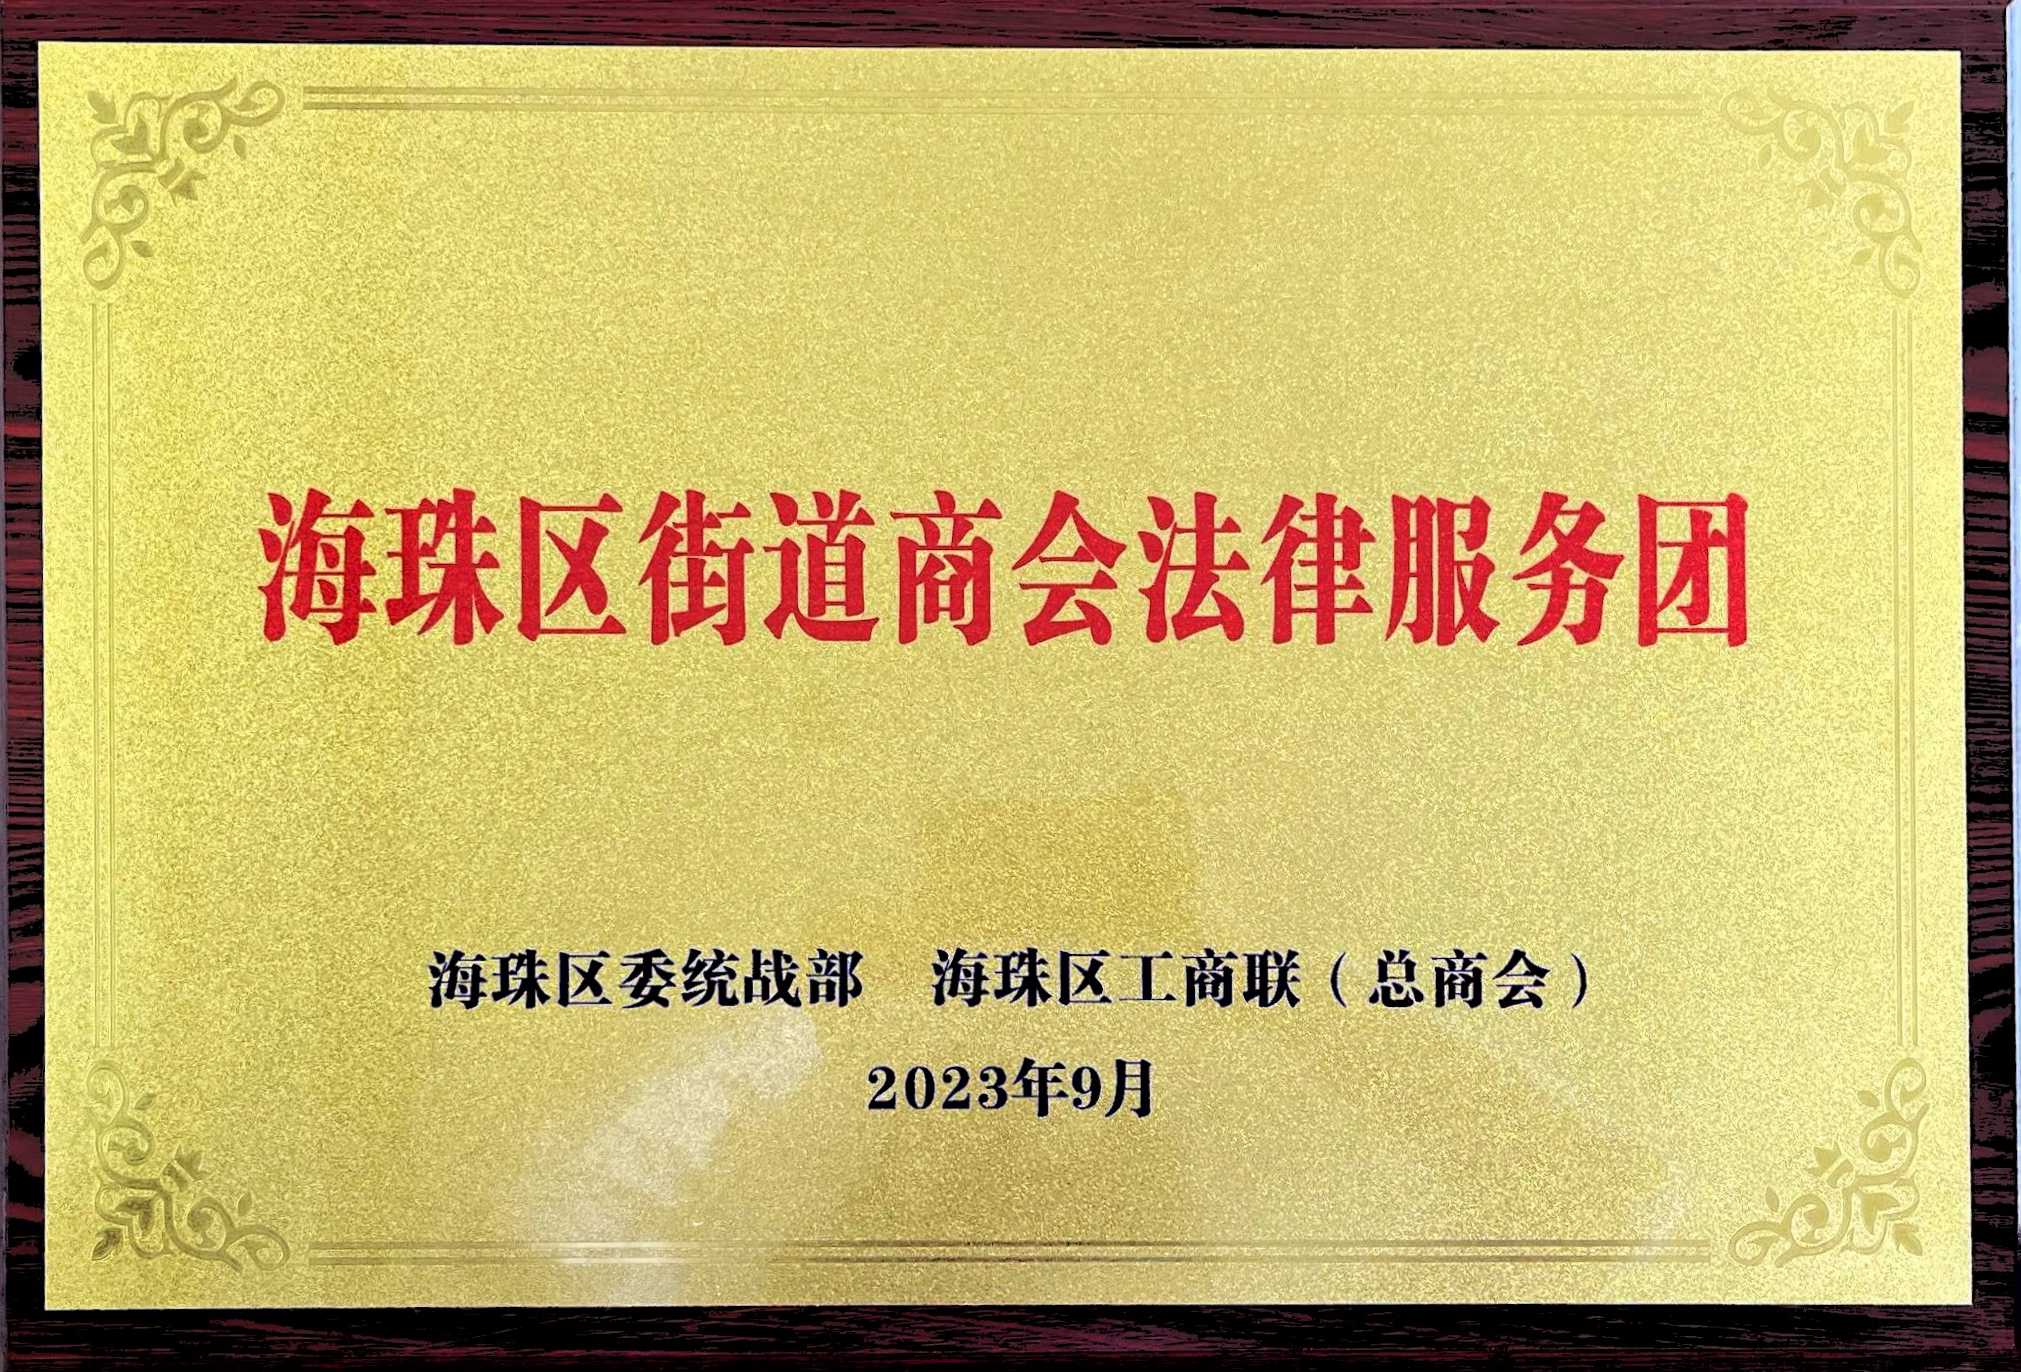 海珠区街道商会法律服务团
海珠区委统战部　海珠区工商联（总商会）
2023年9月